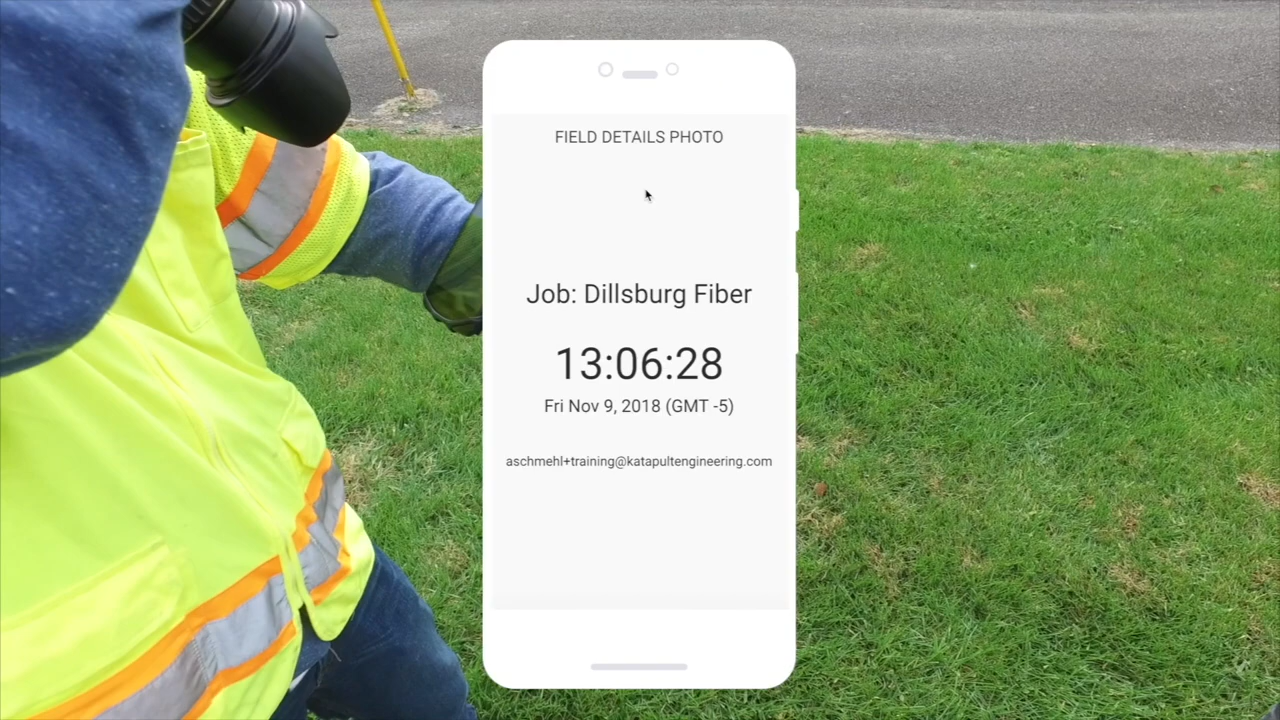 FIELD DETAILS PHOTO
Job: Dillsburg Fiber
13:06:28
Fri Nov 9, 2018 (GMT -5)
aschmehl+training@katapultengineering.com